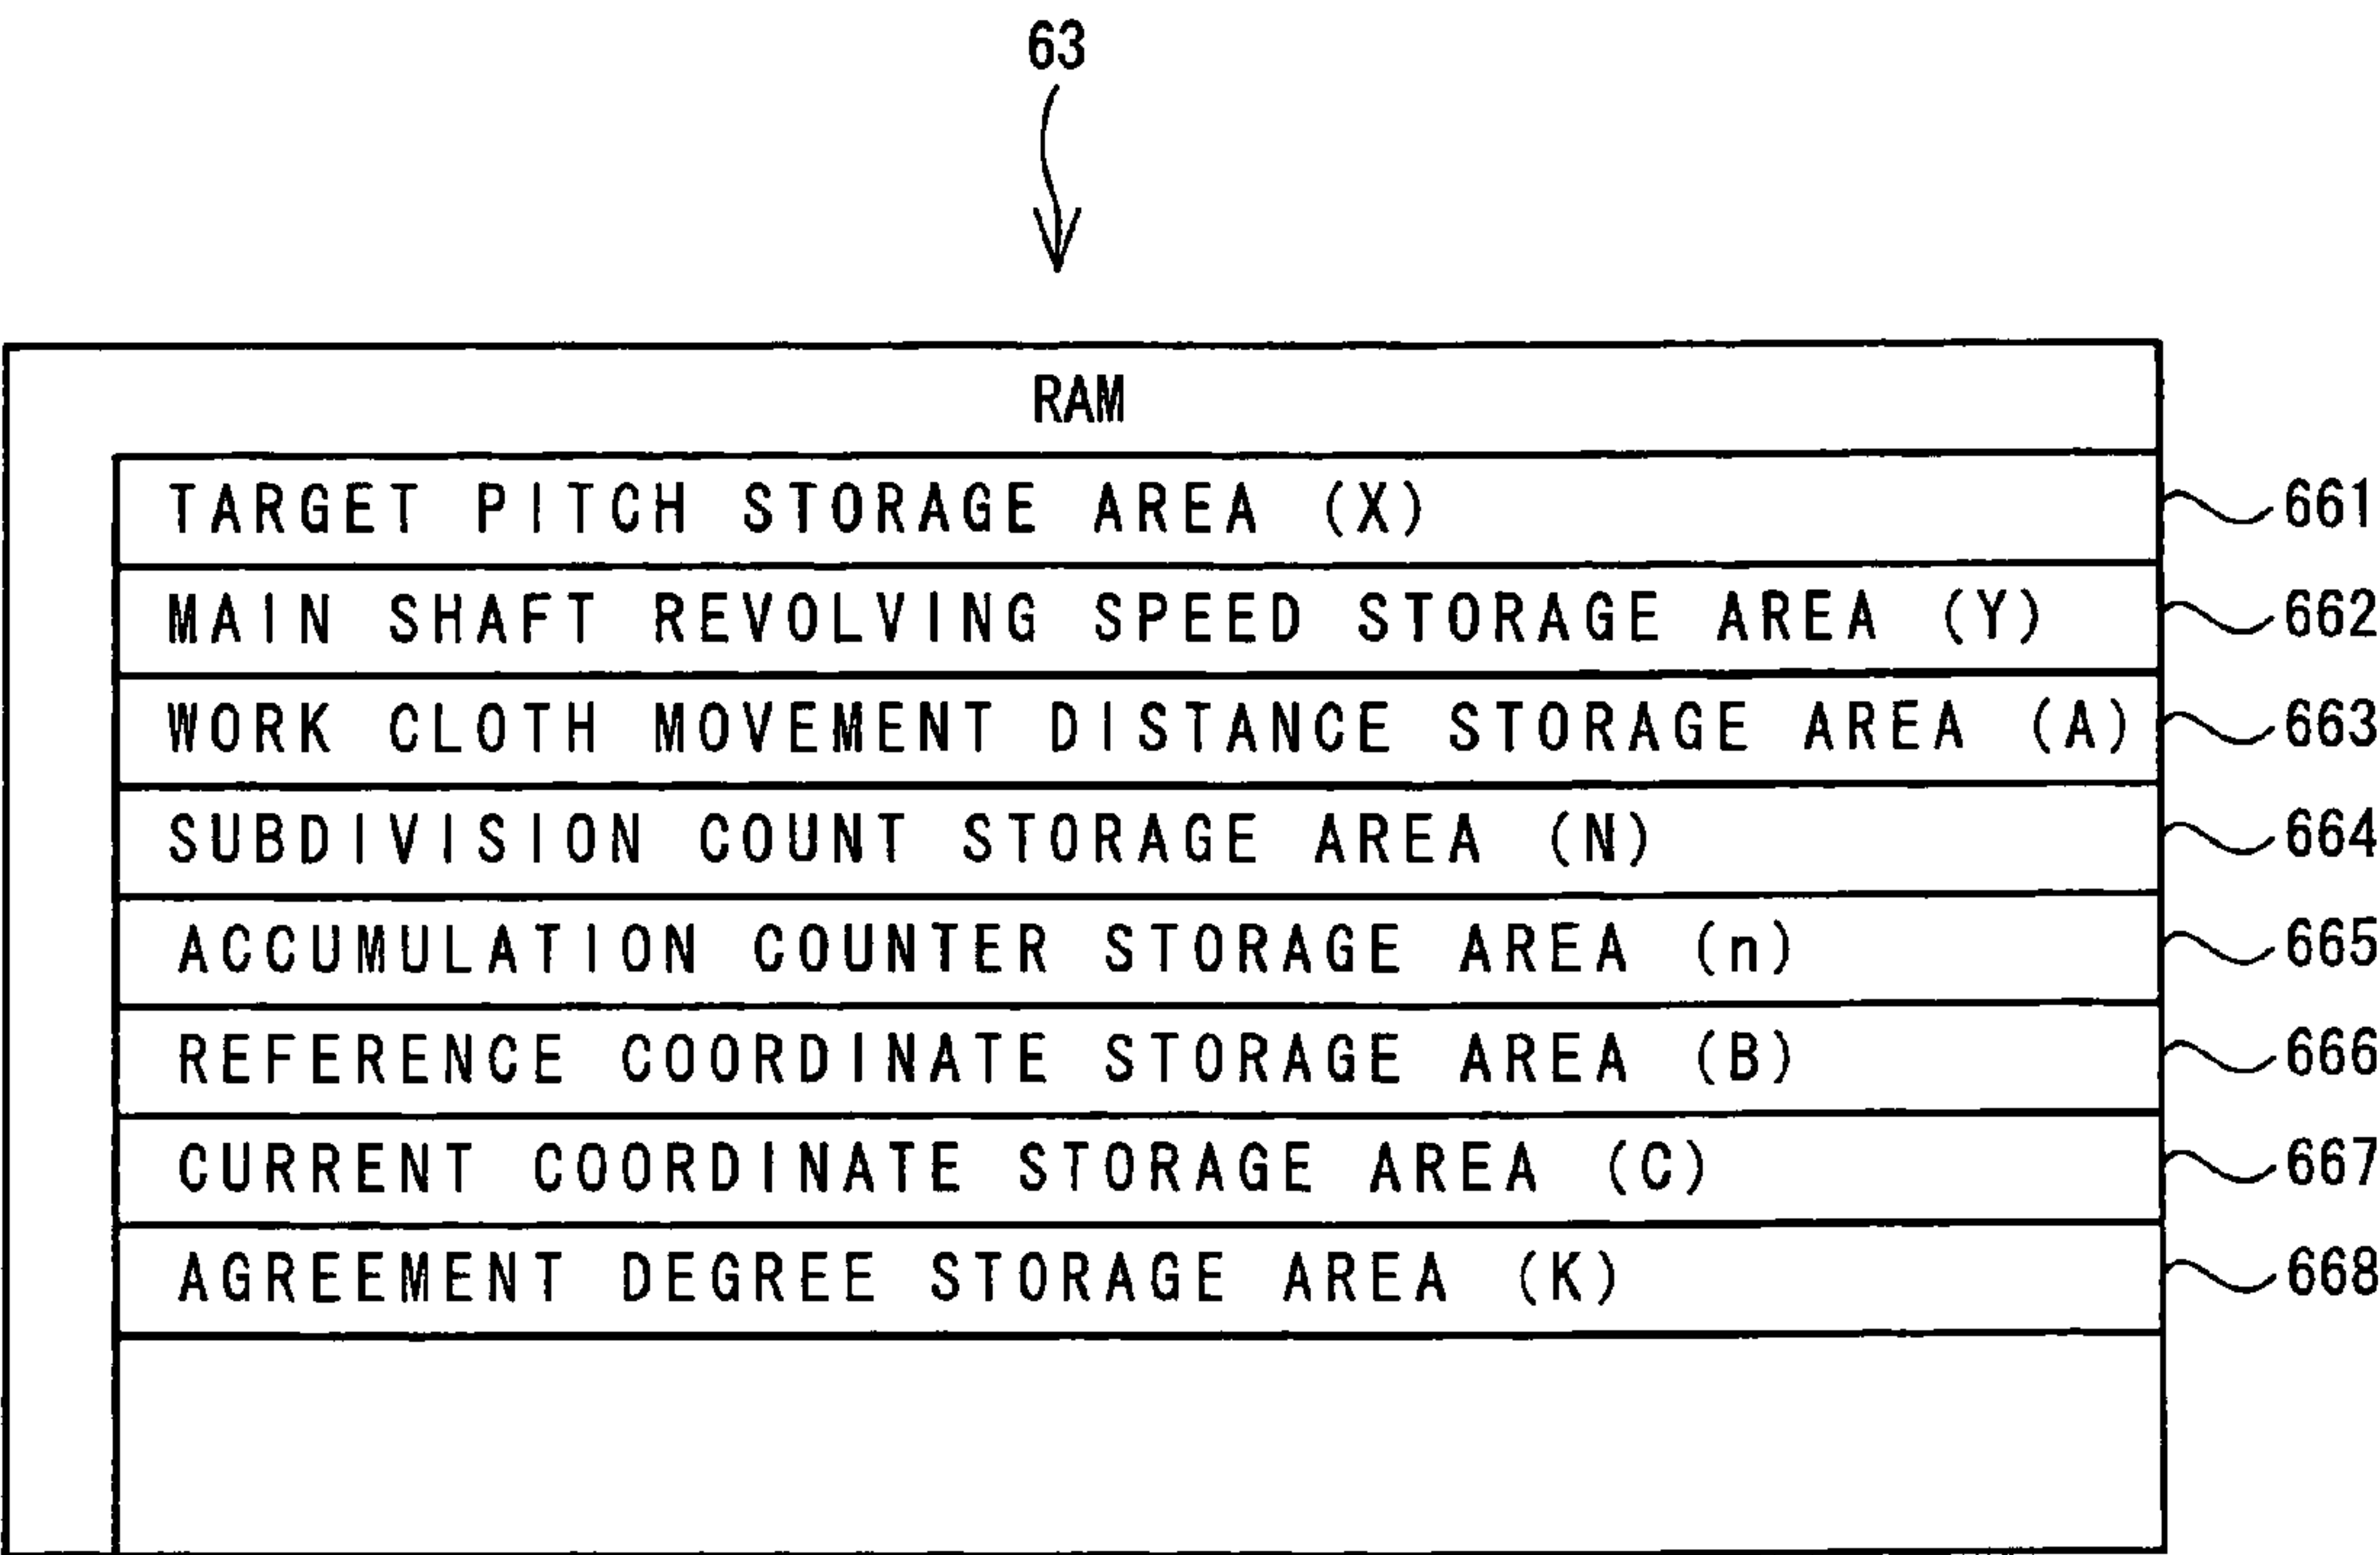 63
RAM
TARGET PITCH STORAGE AREA (X) 661
MAIN SHAFT REVOLVING SPEED STORAGE AREA (Y) 662
WORK CLOTH MOVEMENT DISTANCE STORAGE AREA (A) 663
SUBDIVISION COUNT STORAGE AREA (N) 664
ACCUMULATION COUNTER STORAGE AREA (n) 665
REFERENCE COORDINATE STORAGE AREA (B) 666
CURRENT COORDINATE STORAGE AREA (C) 667
AGREEMENT DEGREE STORAGE AREA (K) 668